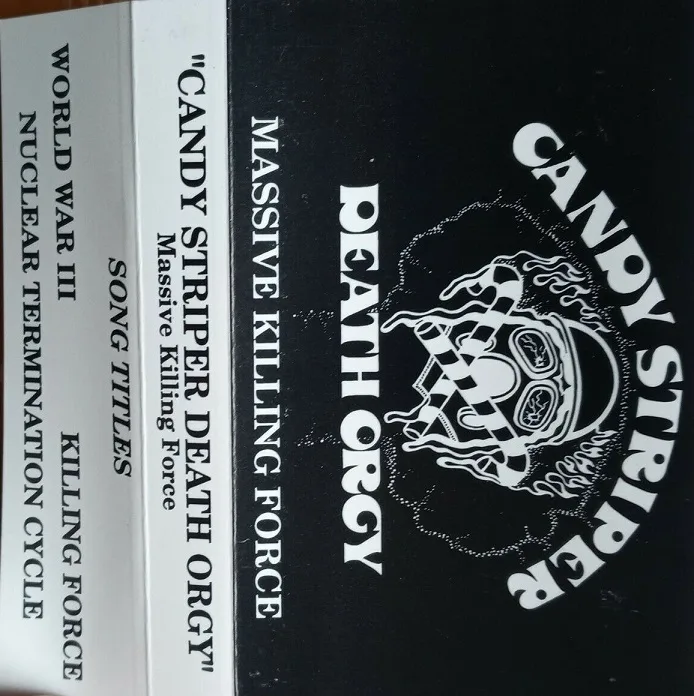 CANDY STRIPER
DEATH ORGY
MASSIVE KILLING FORCE
"CANDY STRIPER DEATH ORGY"
Massive Killing Force
SONG TITLES
WORLD WAR III KILLING FORCE
NUCLEAR TERMINATION CYCLE